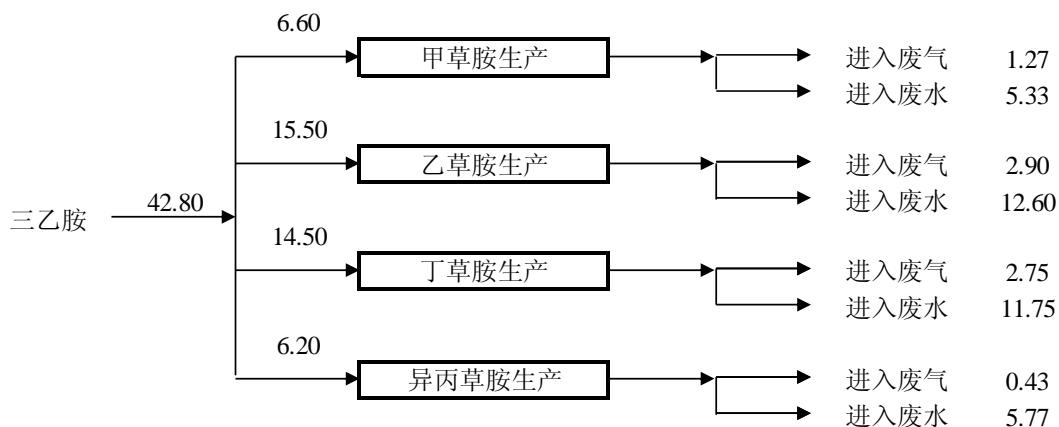 6.60
甲草胺生产
进入废气 1.27
进入废水 5.33
15.50
乙草胺生产
进入废气 2.90
进入废水 12.60
三乙胺
42.80
14.50
丁草胺生产
进入废气 2.75
进入废水 11.75
6.20
异丙草胺生产
进入废气 0.43
进入废水 5.77